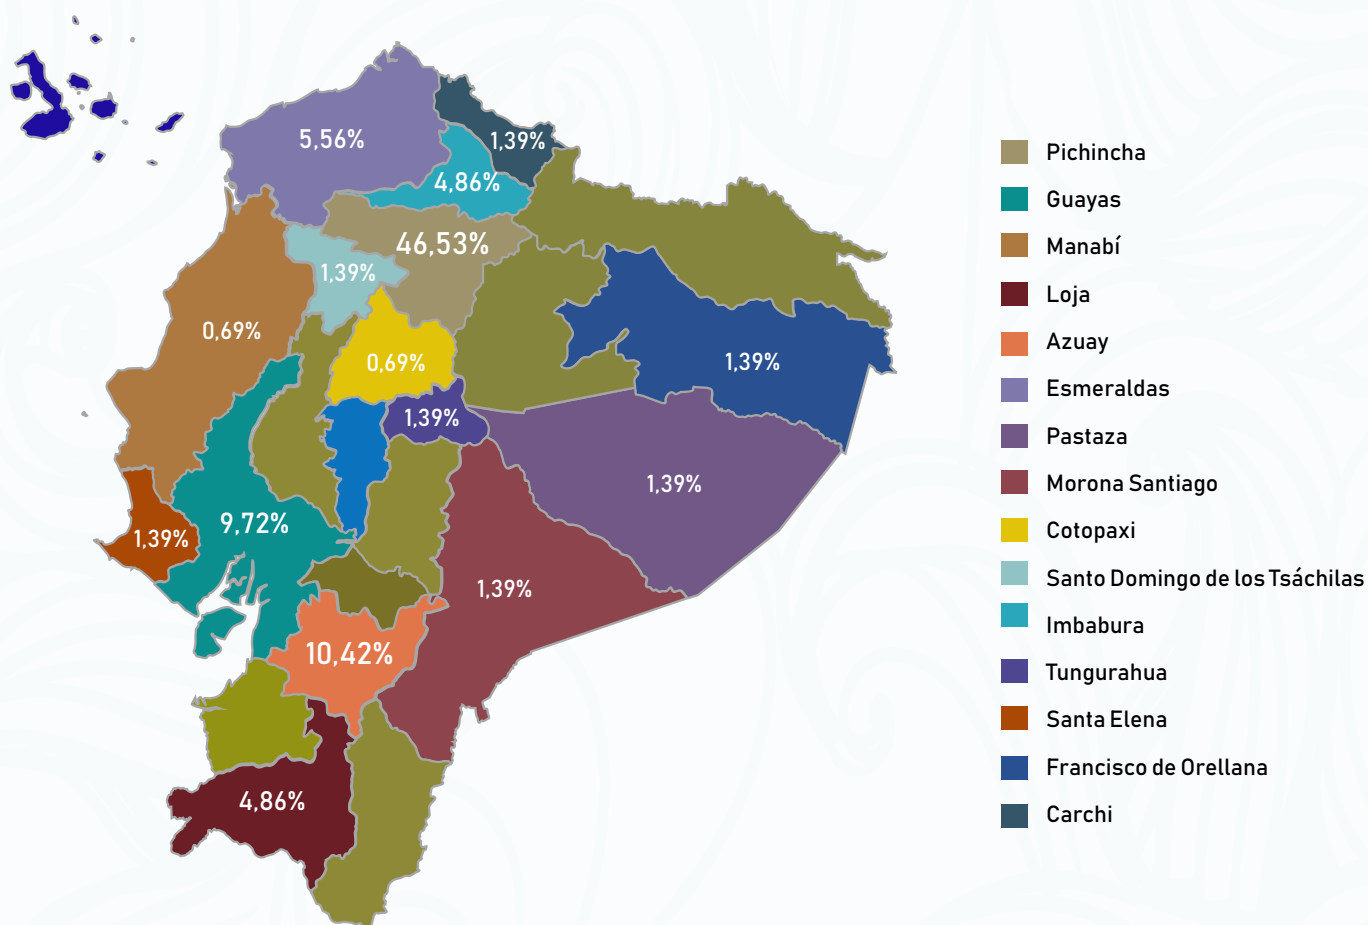 5,56%
1,39%
4,86%
46,53%
1,39%
0,69%
0,69%
1,39%
1,39%
1,39%
9,72%
1,39%
1,39%
10,42%
4,86%
Pichincha
Guayas
Manabí
Loja
Azuay
Esmeraldas
Pastaza
Morona Santiago
Cotopaxi
Santo Domingo de los Tsáchilas
Imbabura
Tungurahua
Santa Elena
Francisco de Orellana
Carchi